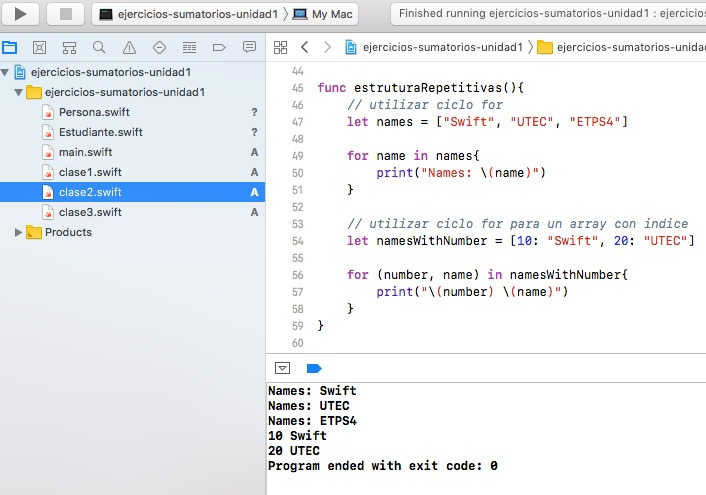 ejercicios-sumatorios-unidad1 〉 My Mac
Finished running ejercicios-sumatorios-unidad1 : ejercicios
ejercicios-sumatorios-unidad1
ejercicios-sumatorios-unidad1
Persona.swift ?
Estudiante.swift ?
main.swift A
clase1.swift A
clase2.swift A
clase3.swift A
Products
ejercicios-sumatorios-unidad1 〉 ejercicios-sumatorios-unidad
44
45 func estruturaRepetitivas(){
46 // utilizar ciclo for
47 let names = ["Swift", "UTEC", "ETPS4"]
48
49 for name in names{
50 print("Names: \(name)")
51 }
52
53 // utilizar ciclo for para un array con indice
54 let namesWithNumber = [10: "Swift", 20: "UTEC"]
55
56 for (number, name) in namesWithNumber{
57 print("\(number) \(name)")
58 }
59 }
60
Names: Swift
Names: UTEC
Names: ETPS4
10 Swift
20 UTEC
Program ended with exit code: 0